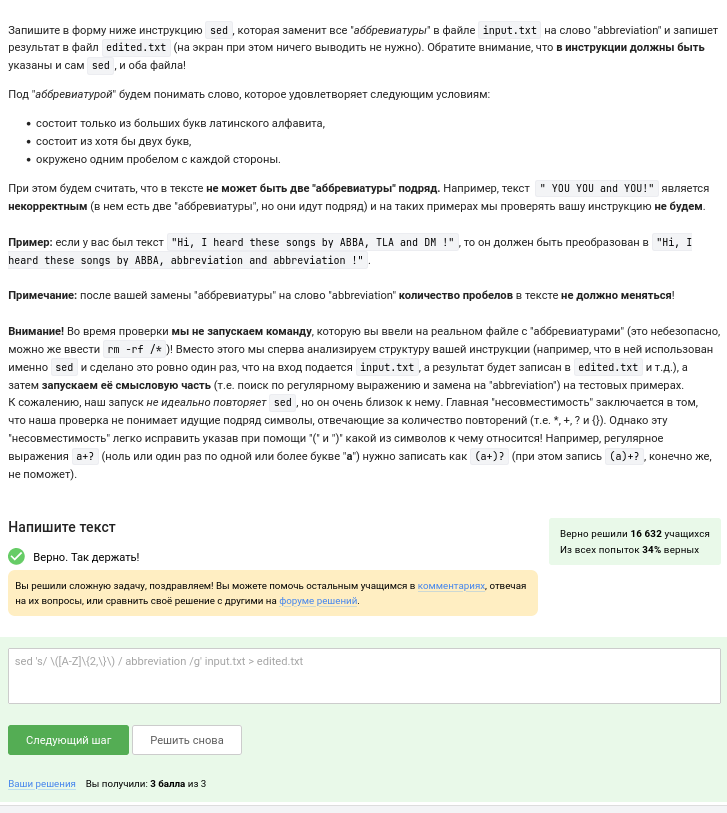 Запишите в форму ниже инструкцию sed, которая заменит все "аббревиатуры" в файле input.txt на слово "abbreviation" и запишет
результат в файл edited.txt (на экран при этом ничего выводить не нужно). Обратите внимание, что в инструкции должны быть
указаны и сам sed, и оба файла!
Под "аббревиатурой" будем понимать слово, которое удовлетворяет следующим условиям:
• состоит только из больших букв латинского алфавита,
• состоит из хотя бы двух букв,
• окружено одним пробелом с каждой стороны.
При этом будем считать, что в тексте не может быть две "аббревиатуры" подряд. Например, текст " YOU YOU and YOU!" является
некорректным (в нем есть две "аббревиатуры", но они идут подряд) и на таких примерах мы проверять вашу инструкцию не будем.
Пример: если у вас был текст "Hi, I heard these songs by ABBA, TLA and DM !", то он должен быть преобразован в "Hi, I
heard these songs by ABBA, abbreviation and abbreviation !".
Примечание: после вашей замены "аббревиатуры" на слово "abbreviation" количество пробелов в тексте не должно меняться!
Внимание! Во время проверки мы не запускаем команду, которую вы ввели на реальном файле с "аббревиатурами" (это небезопасно,
можно же ввести rm -rf /*)! Вместо этого мы сперва анализируем структуру вашей инструкции (например, что в ней использован
именно sed и сделано это ровно один раз, что на вход подается input.txt, а результат будет записан в edited.txt и т.д.), а
затем запускаем её смысловую часть (т.е. поиск по регулярному выражению и замена на "abbreviation") на тестовых примерах.
К сожалению, наш запуск не идеально повторяет sed, но он очень близок к нему. Главная "несовместимость" заключается в том,
что наша проверка не понимает идущие подряд символы, отвечающие за количество повторений (т.е. *, +, ? и {}). Однако эту
"несовместимость" легко исправить указав при помощи "(" и ")" какой из символов к чему относится! Например, регулярное
выражения a+? (ноль или один раз по одной или более букве "a") нужно записать как (a+)? (при этом запись (a)+? , конечно же,
не поможет).
Напишите текст
Верно решили 16 632 учащихся
Из всех попыток 34% верных
Верно. Так держать!
Вы решили сложную задачу, поздравляем! Вы можете помочь остальным учащимся в комментариях, отвечая
на их вопросы, или сравнить своё решение с другими на форуме решений.
sed 's/ \([A-Z]\{2,\}\) / abbreviation /g' input.txt > edited.txt
Следующий шаг Решить снова
Ваши решения Вы получили: 3 балла из 3